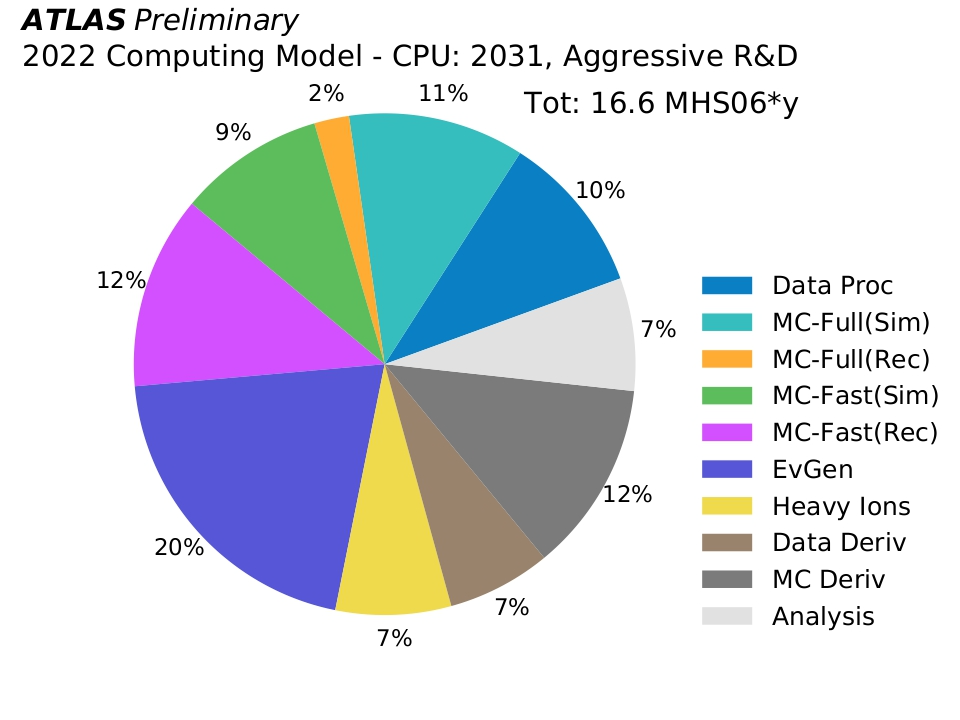 ATLAS Preliminary
2022 Computing Model - CPU: 2031, Aggressive R&D
Tot: 16.6 MHS06*y
2%
11%
9%
10%
12%
7%
12%
20%
7%
7%
Data Proc
MC-Full(Sim)
MC-Full(Rec)
MC-Fast(Sim)
MC-Fast(Rec)
EvGen
Heavy Ions
Data Deriv
MC Deriv
Analysis